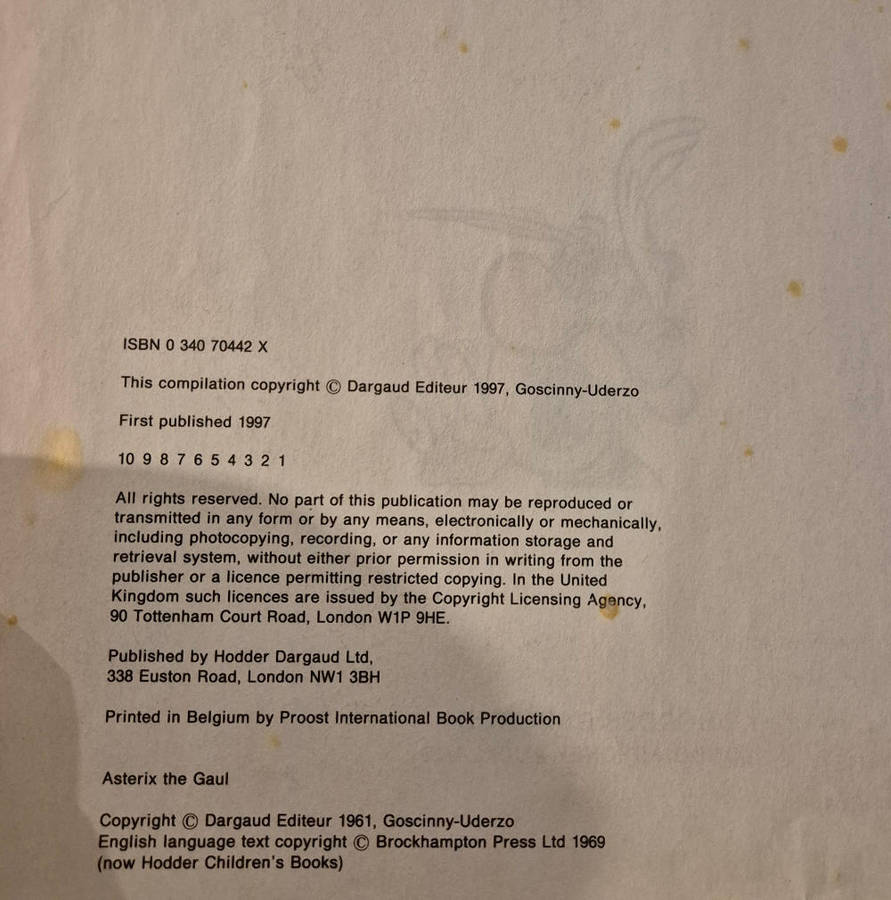 ISBN 0 340 70442 X
This compilation copyright © Dargaud Editeur 1997, Goscinny-Uderzo
First published 1997
10 9 8 7 6 5 4 3 2 1
All rights reserved. No part of this publication may be reproduced or
transmitted in any form or by any means, electronically or mechanically,
including photocopying, recording, or any information storage and
retrieval system, without either prior permission in writing from the
publisher or a licence permitting restricted copying. In the United
Kingdom such licences are issued by the Copyright Licensing Agency,
90 Tottenham Court Road, London W1P 9HE.
Published by Hodder Dargaud Ltd,
338 Euston Road, London NW1 3BH
Printed in Belgium by Proost International Book Production
Asterix the Gaul
Copyright © Dargaud Editeur 1961, Goscinny-Uderzo
English language text copyright © Brockhampton Press Ltd 1969
(now Hodder Children's Books)